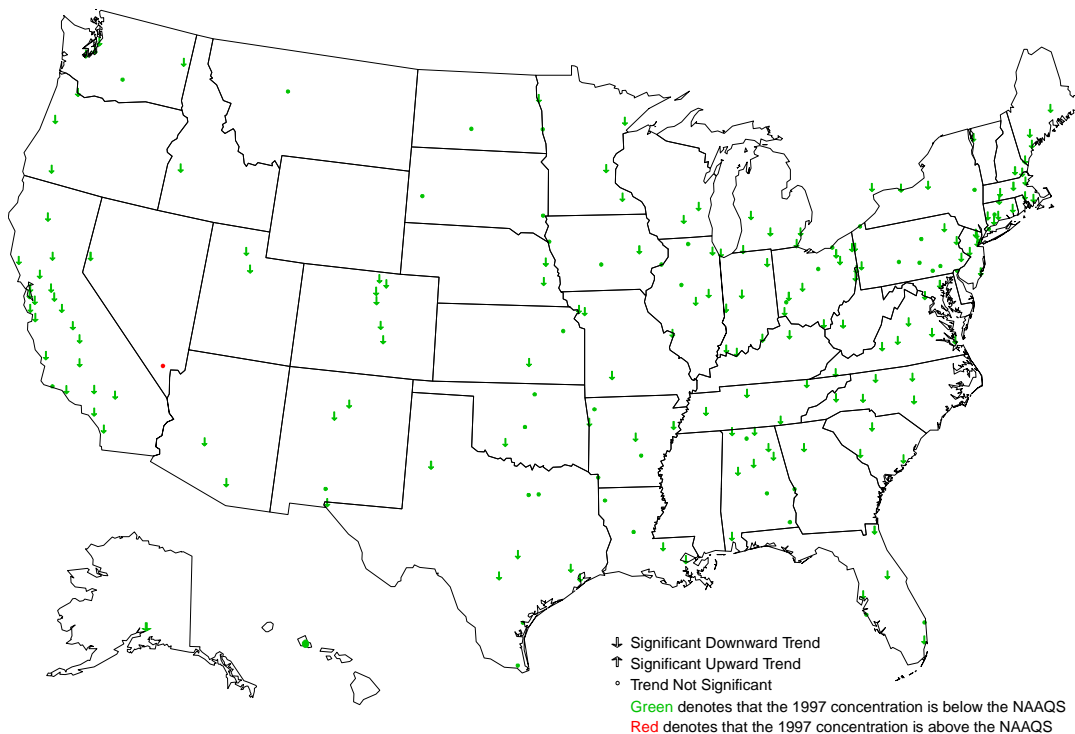 Significant Downward Trend
Significant Upward Trend
Trend Not Significant
Green denotes that the 1997 concentration is below the NAAQS
Red denotes that the 1997 concentration is above the NAAQS